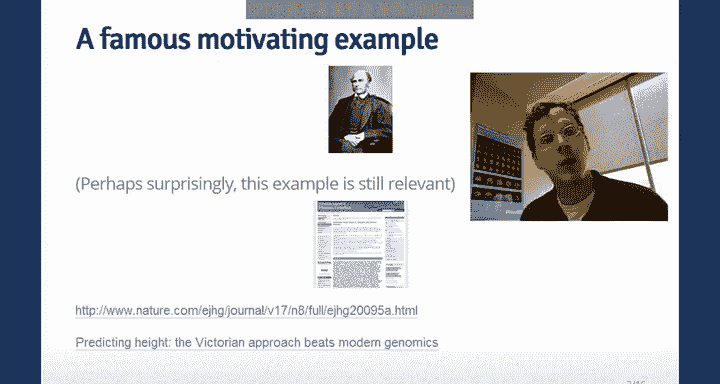 A famous motivating example
(Perhaps surprisingly, this example is still relevant)
http://www.nature.com/ejhg/journal/v17/n8/full/ejhg20095a.html
Predicting height: the Victorian approach beats modern genomics